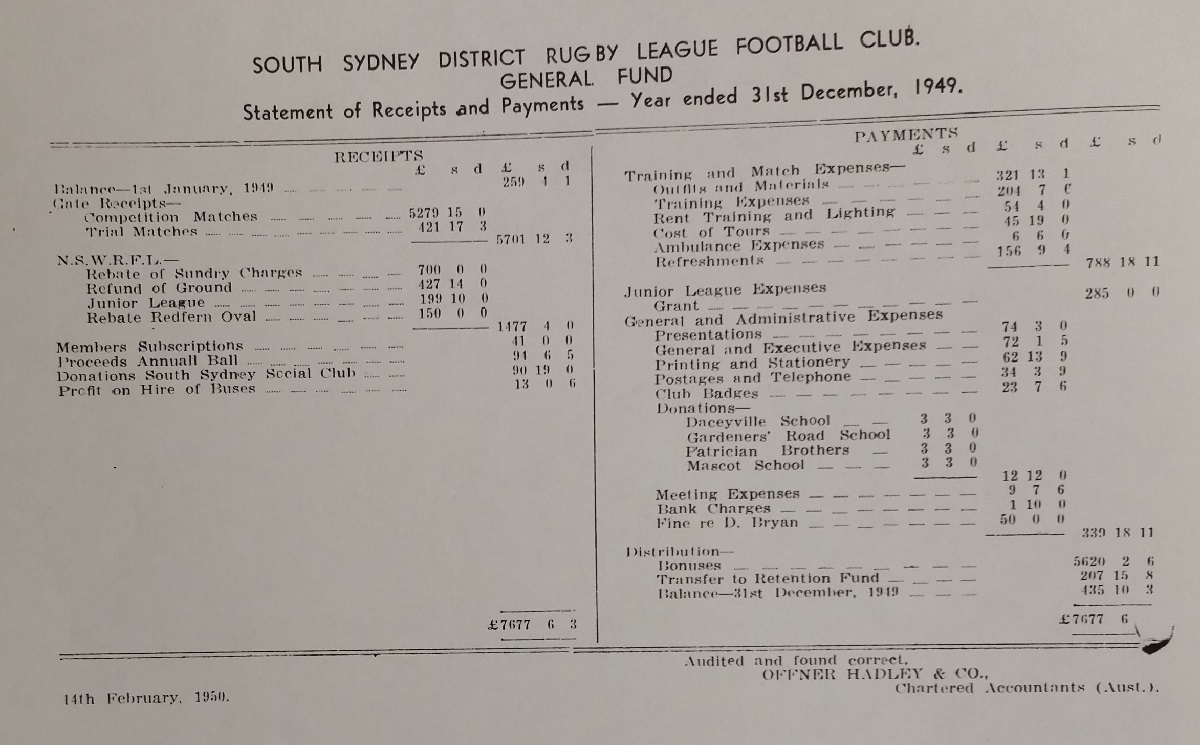 SOUTH SYDNEY DISTRICT RUGBY LEAGUE FOOTBALL CLUB.
GENERAL FUND
Statement of Receipts and Payments — Year ended 31st December, 1949.
RECEIPTS
£ s d £ s d
Balance—1st January, 1949 259 4 1
Gate Receipts—
Competition Matches 5279 15 0
Trial Matches 421 17 3
5701 12 3
N.S.W.R.F.L.—
Rebate of Sundry Charges 700 0 0
Refund of Ground 427 14 0
Junior League 199 10 0
Rebate Redfern Oval 150 0 0
1477 4 0
Members Subscriptions 41 0 0
Proceeds Annuall Ball 94 6 5
Donations South Sydney Social Club 90 19 0
Profit on Hire of Buses 13 0 6
£7677 6 3
PAYMENTS
£ s d £ s d £ s d
Training and Match Expenses—
Outfits and Materials 321 13 1
Training Expenses 204 7
Rent Training and Lighting 54 4 0
Cost of Tours 45 19 0
Ambulance Expenses 6 6 0
Refreshments 156 9 4
788 18 11
Junior League Expenses
Grant 285 0 0
General and Administrative Expenses
Presentations 74 3 0
General and Executive Expenses 72 1 5
Printing and Stationery 62 13 9
Postages and Telephone 34 3 9
Club Badges 23 7 6
Donations—
Daceyville School 3 3 0
Gardeners' Road School 3 3 0
Patrician Brothers 3 3 0
Mascot School 3 3 0
12 12 0
Meeting Expenses 9 7 6
Bank Charges 1 10 0
Fine re D. Bryan 50 0 0
339 18 11
Distribution—
Bonuses 5620 2 6
Transfer to Retention Fund 207 15 8
Balance—31st December, 1949 435 10 3
£7677 6
Audited and found correct,
OFFNER HADLEY & CO.,
Chartered Accountants (Aust.).
14th February, 1950.